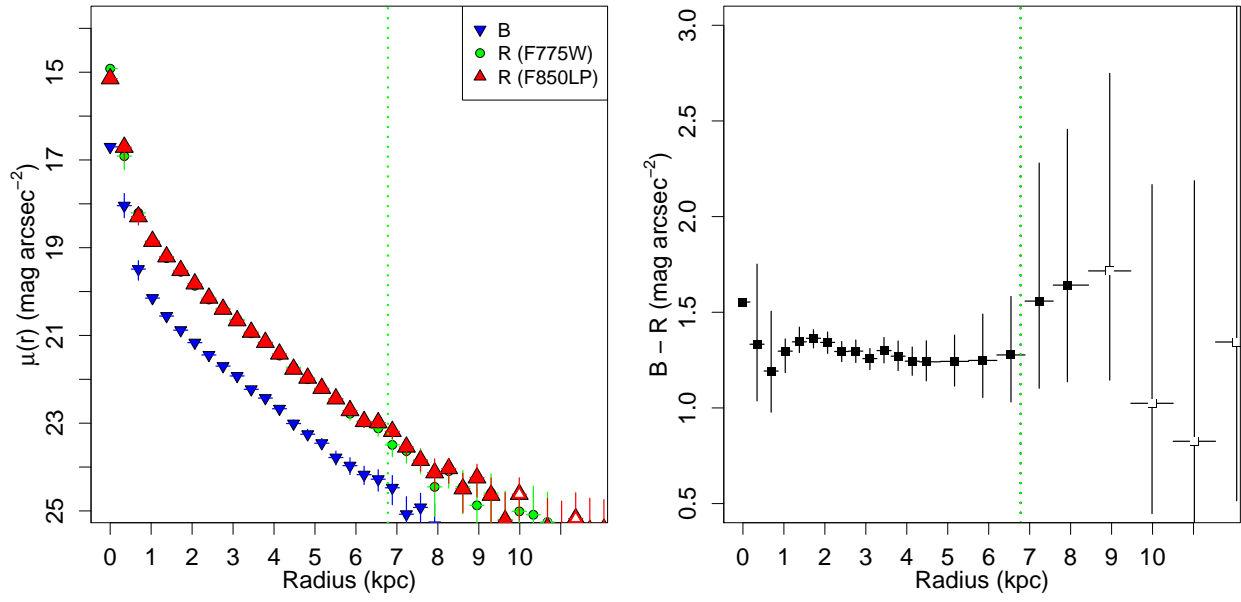 B
R (F775W)
R (F850LP)
15
17
19
21
23
25
μ(r) (mag arcsec−2)
0 1 2 3 4 5 6 7 8 9 10
Radius (kpc)
3.0
2.5
2.0
1.5
1.0
0.5
B − R (mag arcsec−2)
0 1 2 3 4 5 6 7 8 9 10
Radius (kpc)